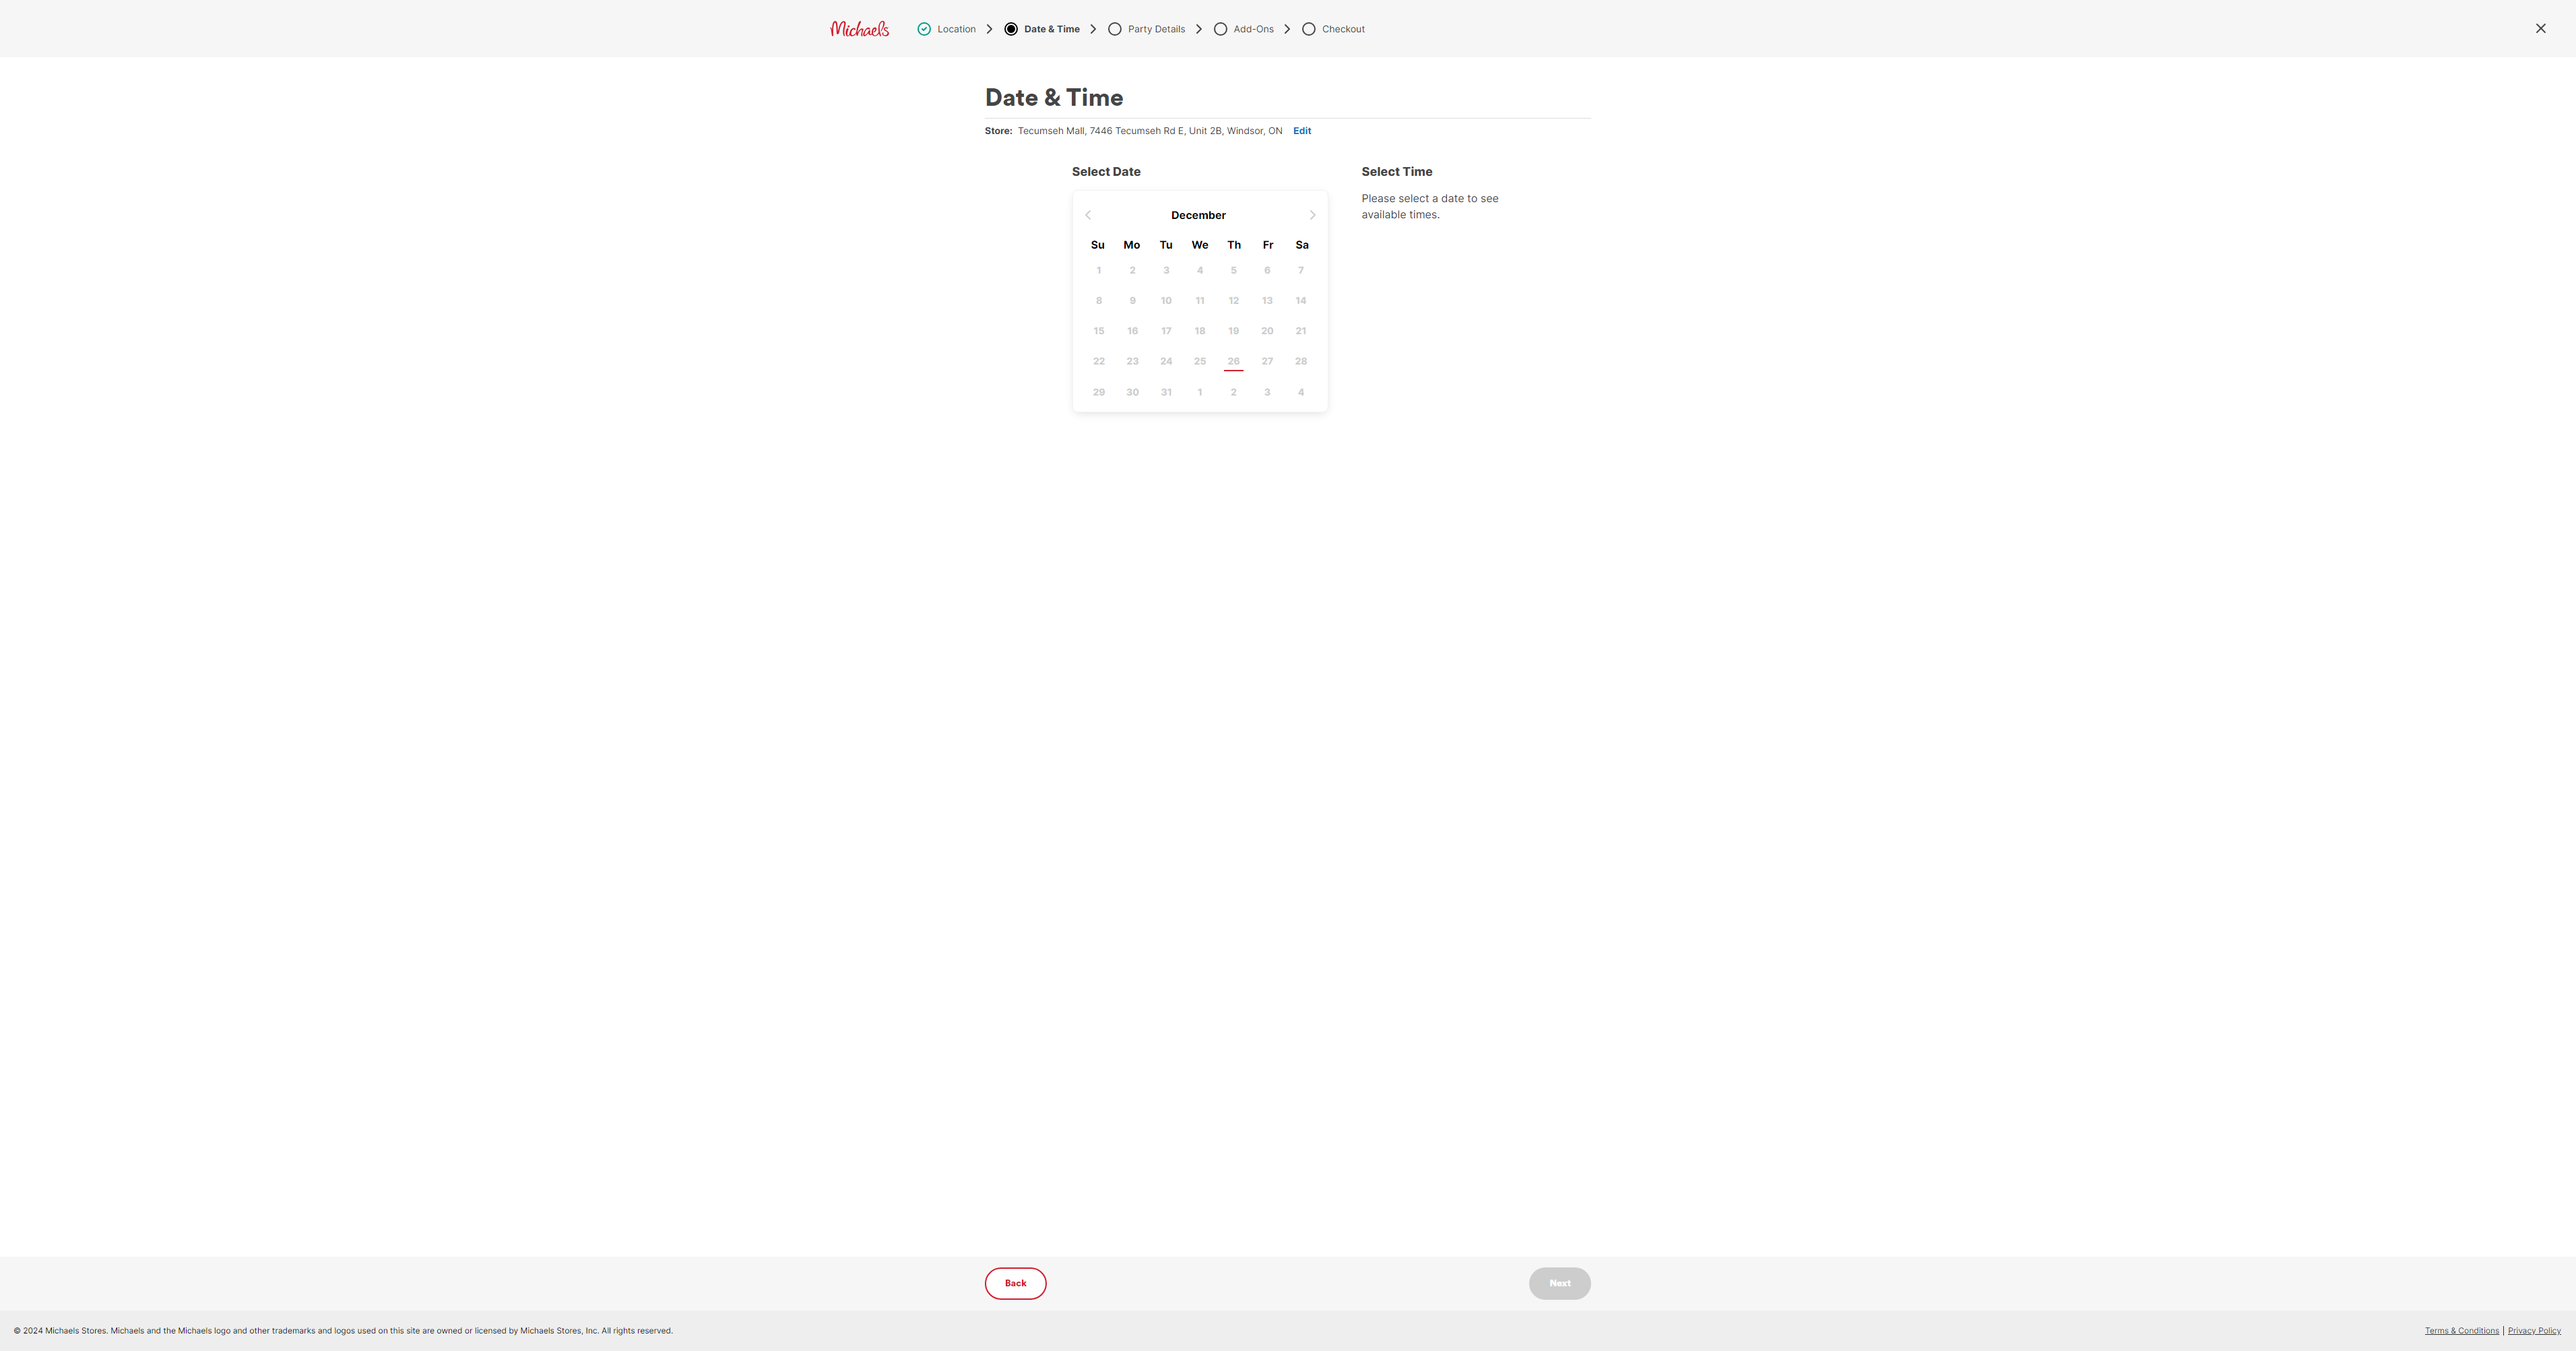 Michaels Location Date & Time Party Details Add-Ons Checkout
Date & Time
Store: Tecumseh Mall, 7446 Tecumseh Rd E, Unit 2B, Windsor, ON Edit
Select Date
December
Su Mo Tu We Th Fr Sa
1 2 3 4 5 6 7
8 9 10 11 12 13 14
15 16 17 18 19 20 21
22 23 24 25 26 27 28
29 30 31 1 2 3 4
Select Time
Please select a date to see
available times.
Back
Next
© 2024 Michaels Stores. Michaels and the Michaels logo and other trademarks and logos used on this site are owned or licensed by Michaels Stores, Inc. All rights reserved.
Terms & Conditions | Privacy Policy